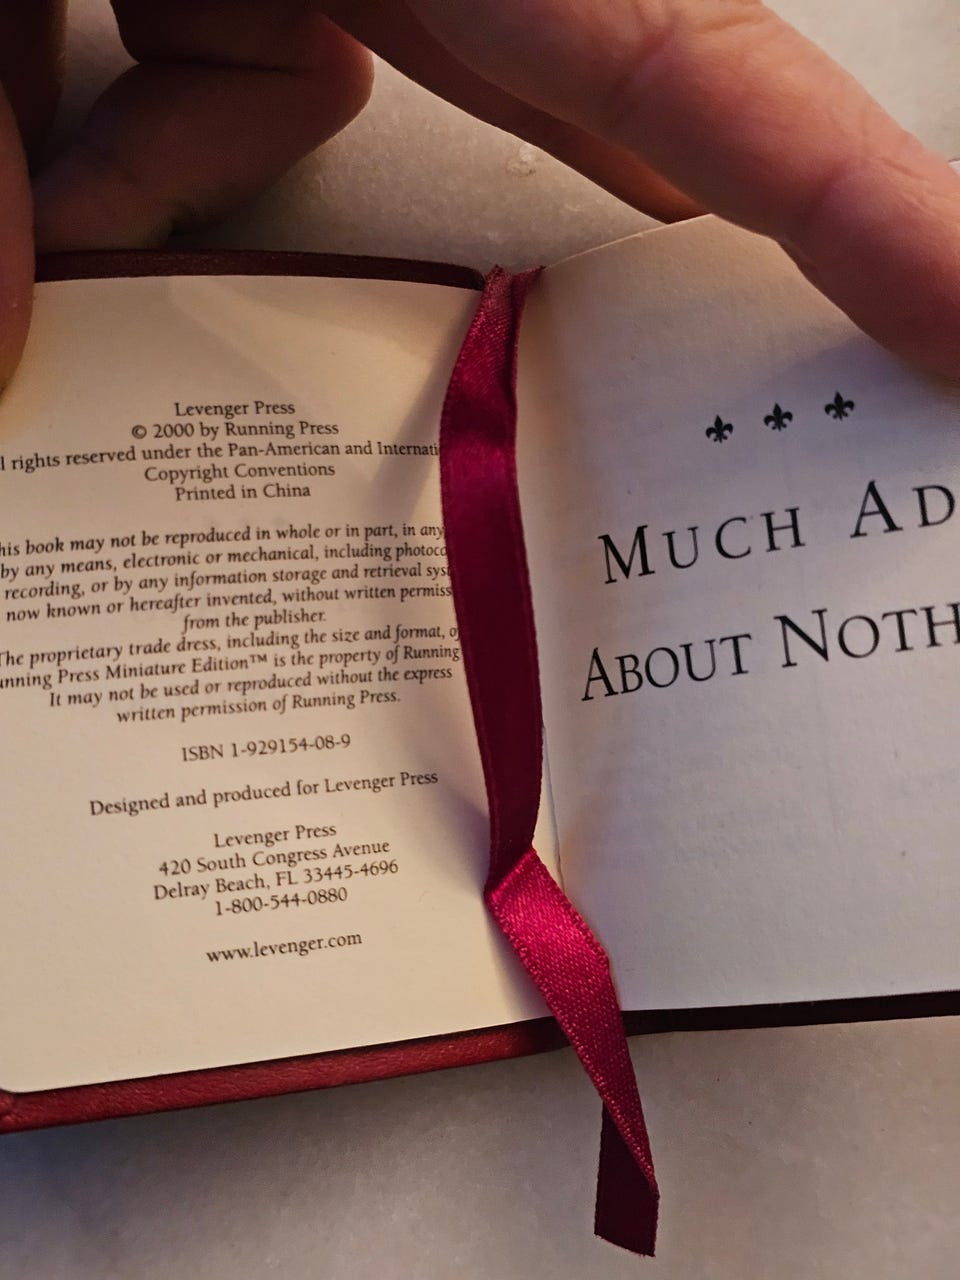 Levenger Press
© 2000 by Running Press
l rights reserved under the Pan-American and Internati
Copyright Conventions
Printed in China
his book may not be reproduced in whole or in part, in any
by any means, electronic or mechanical, including photoco
recording, or by any information storage and retrieval syst
now known or hereafter invented, without written permiss
from the publisher.
The proprietary trade dress, including the size and format, of
unning Press Miniature Edition™ is the property of Running
It may not be used or reproduced without the express
written permission of Running Press.
ISBN 1-929154-08-9
Designed and produced for Levenger Press
Levenger Press
420 South Congress Avenue
Delray Beach, FL 33445-4696
1-800-544-0880
www.levenger.com
MUCH AD
ABOUT NOTH